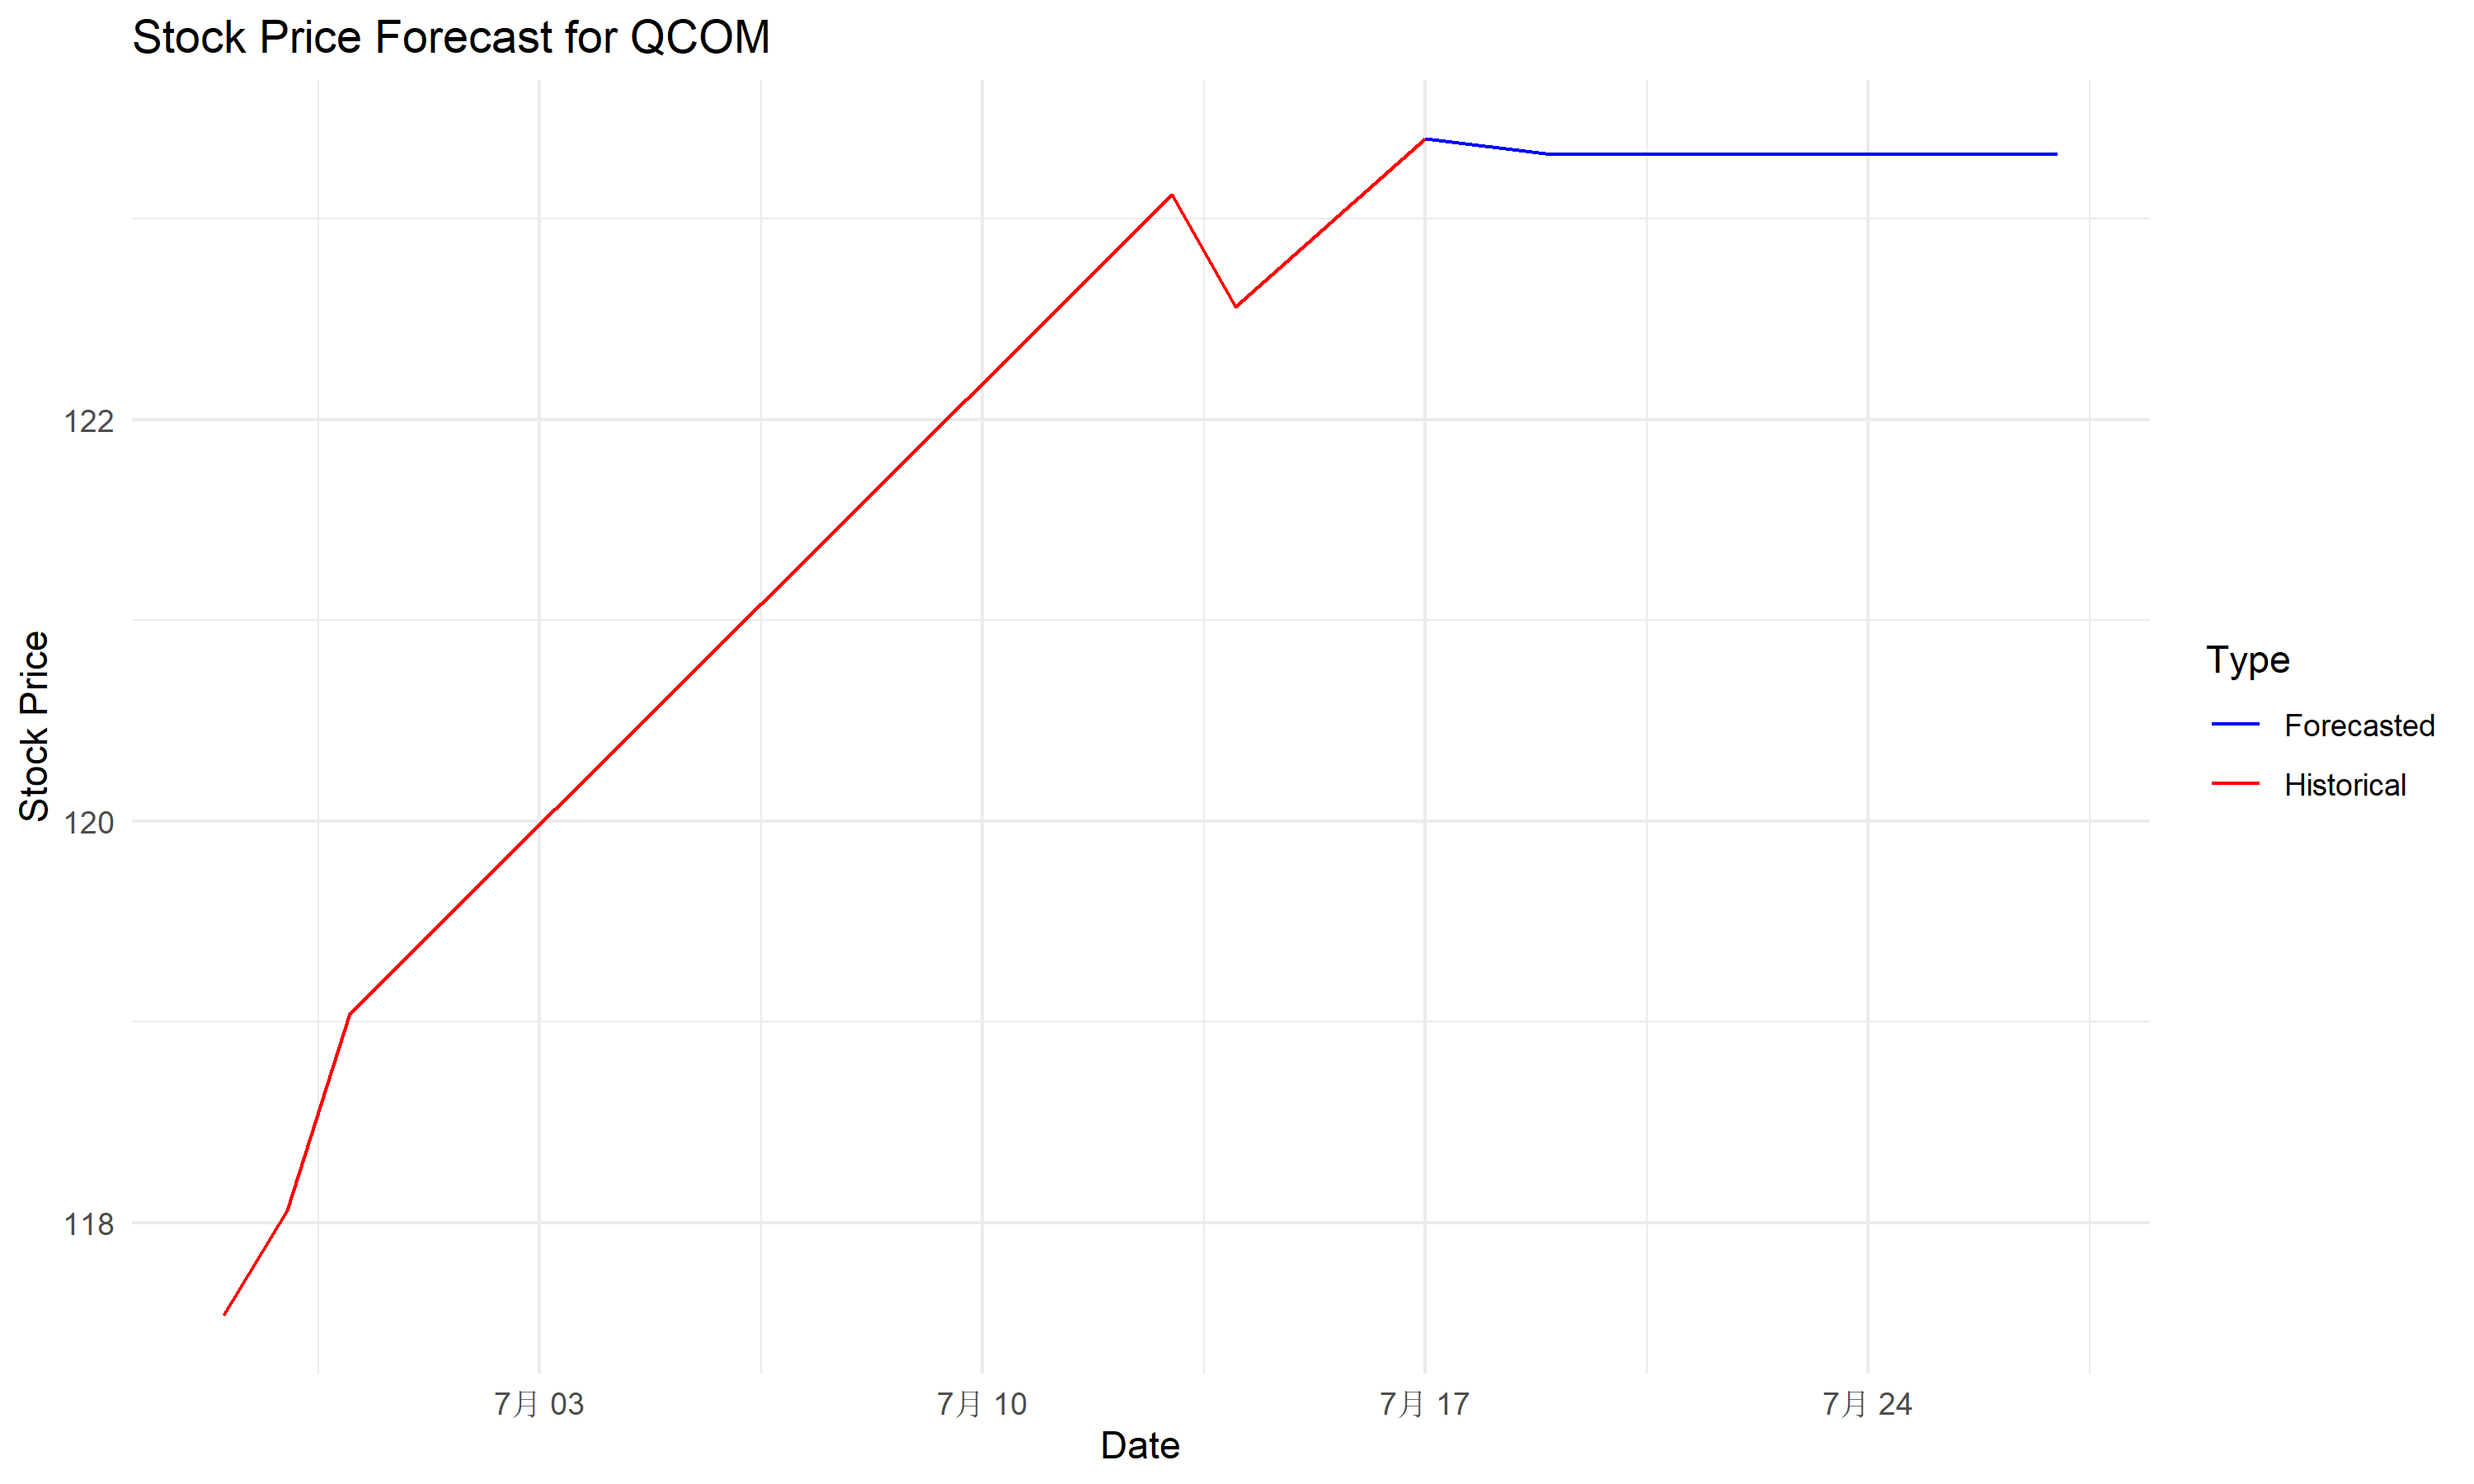 Stock Price Forecast for QCOM
Stock Price
122
120
118
7月 03
7月 10
7月 17
7月 24
Date
Type
Forecasted
Historical